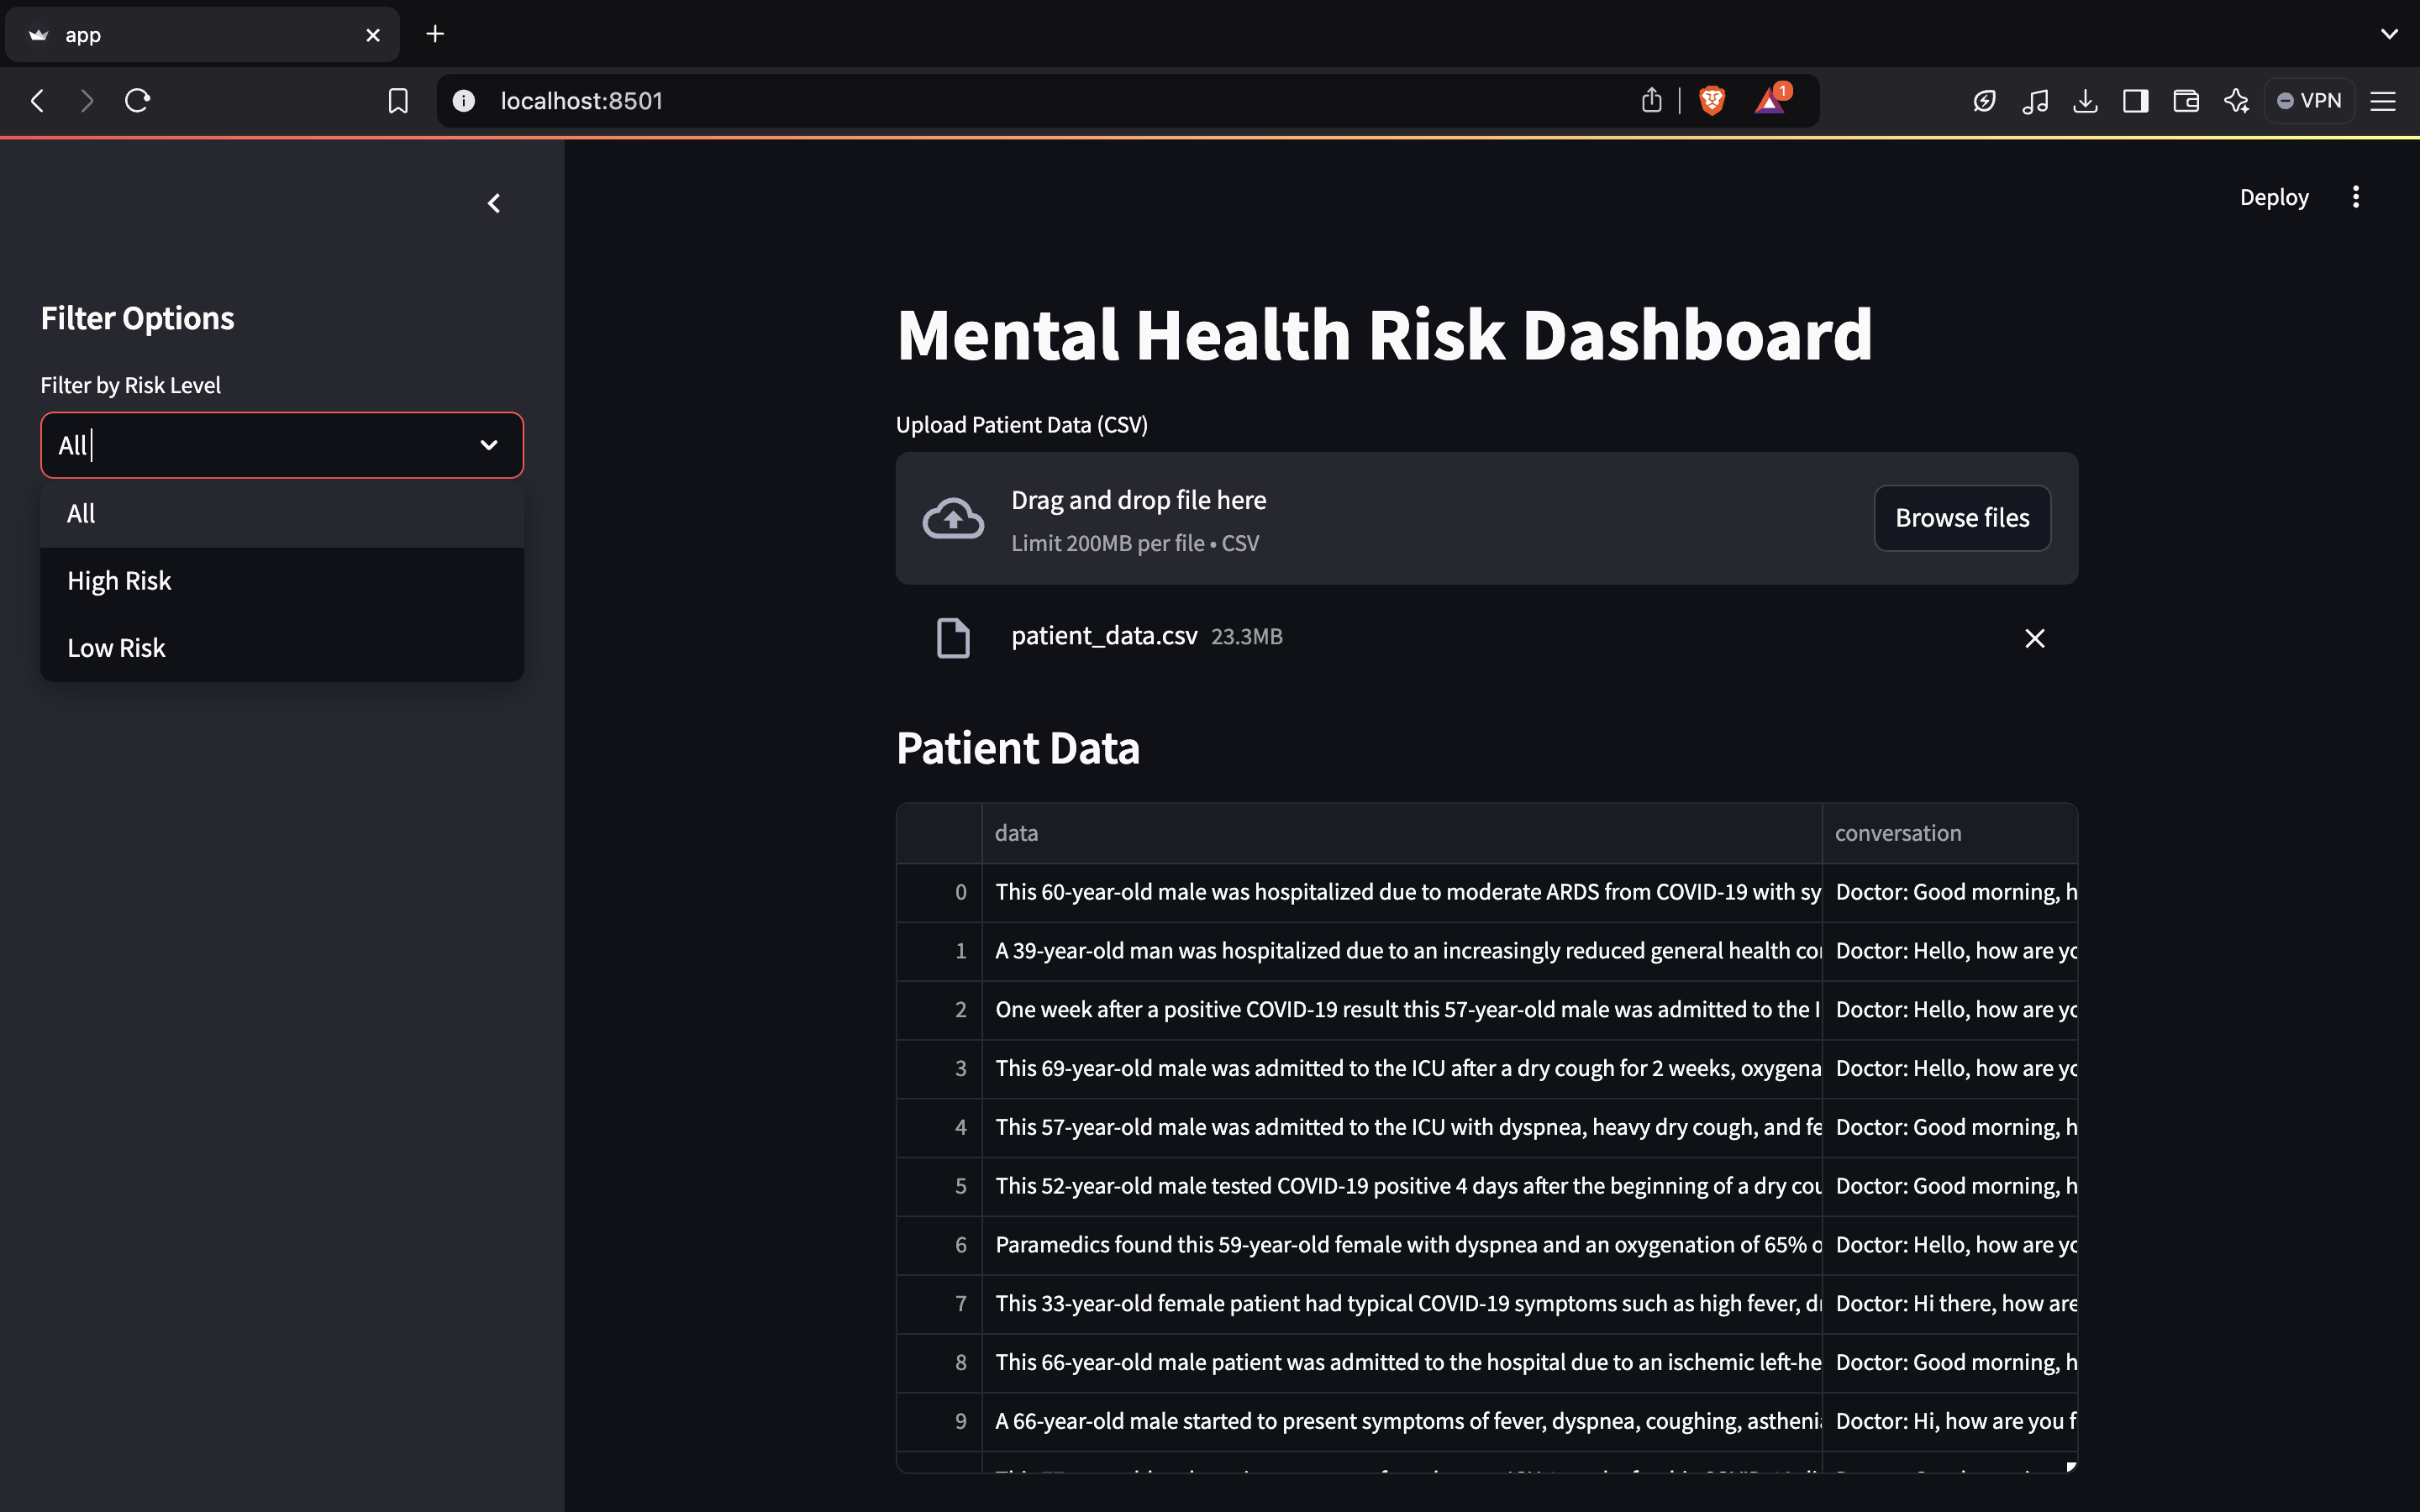 app
localhost:8501
1
VPN
Deploy
Filter Options
Filter by Risk Level
All
All
High Risk
Low Risk
Mental Health Risk Dashboard
Upload Patient Data (CSV)
Drag and drop file here
Limit 200MB per file • CSV
Browse files
patient_data.csv 23.3MB
Patient Data
data conversation
0 This 60-year-old male was hospitalized due to moderate ARDS from COVID-19 with sy Doctor: Good morning, h
1 A 39-year-old man was hospitalized due to an increasingly reduced general health co Doctor: Hello, how are yo
2 One week after a positive COVID-19 result this 57-year-old male was admitted to the I Doctor: Hello, how are yo
3 This 69-year-old male was admitted to the ICU after a dry cough for 2 weeks, oxygena Doctor: Hello, how are yo
4 This 57-year-old male was admitted to the ICU with dyspnea, heavy dry cough, and fe Doctor: Good morning, h
5 This 52-year-old male tested COVID-19 positive 4 days after the beginning of a dry cou Doctor: Good morning, h
6 Paramedics found this 59-year-old female with dyspnea and an oxygenation of 65% o Doctor: Hello, how are yo
7 This 33-year-old female patient had typical COVID-19 symptoms such as high fever, d Doctor: Hi there, how are
8 This 66-year-old male patient was admitted to the hospital due to an ischemic left-he Doctor: Good morning, h
9 A 66-year-old male started to present symptoms of fever, dyspnea, coughing, astheni Doctor: Hi, how are you f